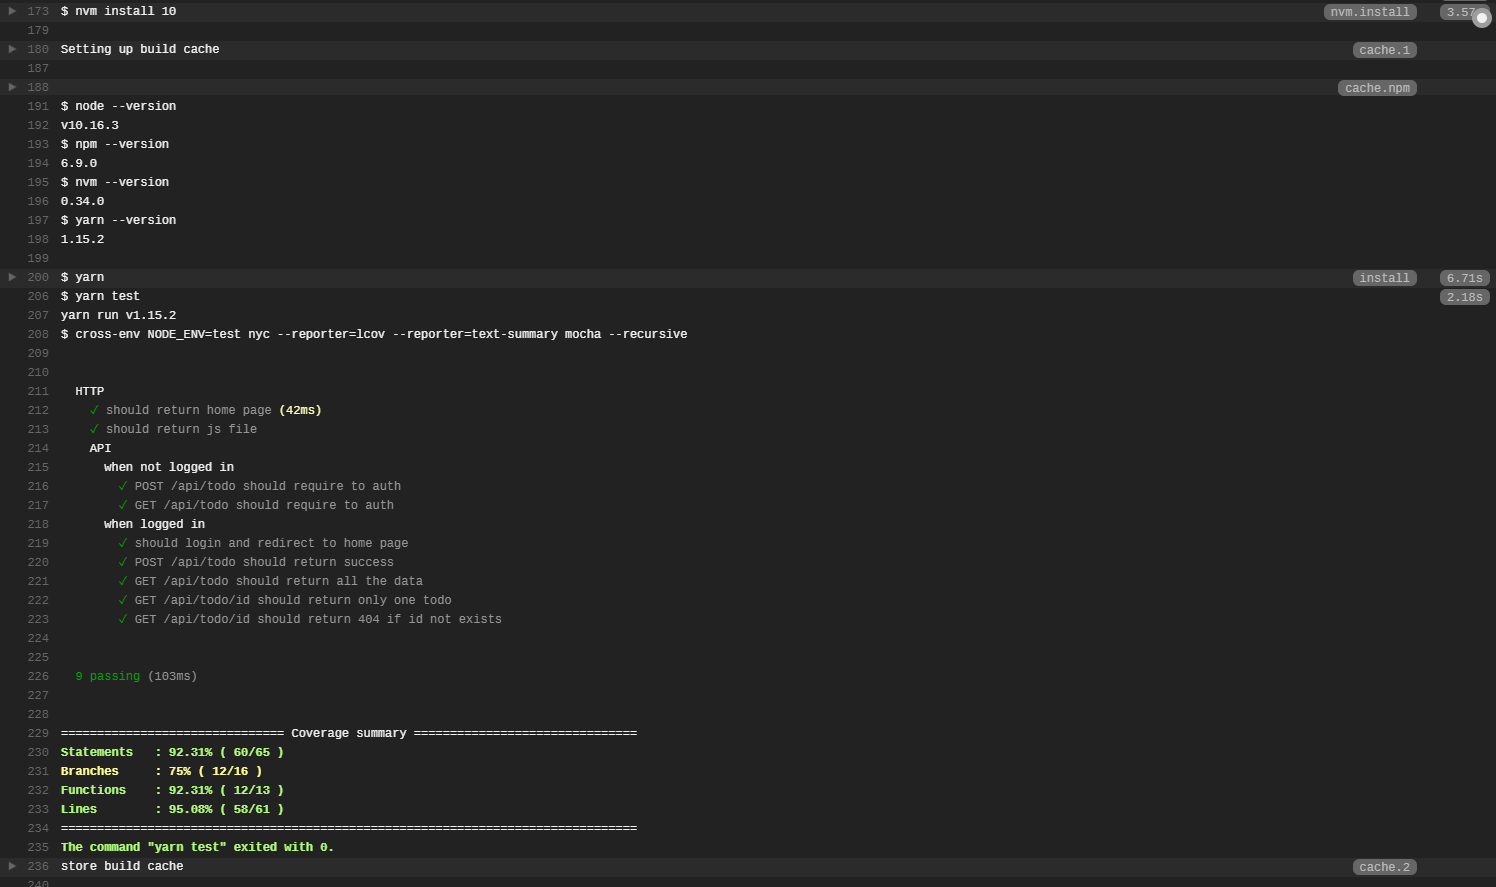 173 $ nvm install 10 nvm.install
179
180 Setting up build cache cache.1
187
188 cache.npm
191 $ node --version
192 v10.16.3
193 $ npm --version
194 6.9.0
195 $ nvm --version
196 0.34.0
197 $ yarn --version
198 1.15.2
199
200 $ yarn install 6.71s
206 $ yarn test 2.18s
207 yarn run v1.15.2
208 $ cross-env NODE_ENV=test nyc --reporter=lcov --reporter=text-summary mocha --recursive
209
210
211 HTTP
212 ✓ should return home page (42ms)
213 ✓ should return js file
214 API
215 when not logged in
216 ✓ POST /api/todo should require to auth
217 ✓ GET /api/todo should require to auth
218 when logged in
219 ✓ should login and redirect to home page
220 ✓ POST /api/todo should return success
221 ✓ GET /api/todo should return all the data
222 ✓ GET /api/todo/id should return only one todo
223 ✓ GET /api/todo/id should return 404 if id not exists
224
225
226 9 passing (103ms)
227
228
229 =============================== Coverage summary ===============================
230 Statements : 92.31% ( 60/65 )
231 Branches : 75% ( 12/16 )
232 Functions : 92.31% ( 12/13 )
233 Lines : 95.08% ( 58/61 )
234 ================================================================================
235 The command "yarn test" exited with 0.
236 store build cache cache.2
240